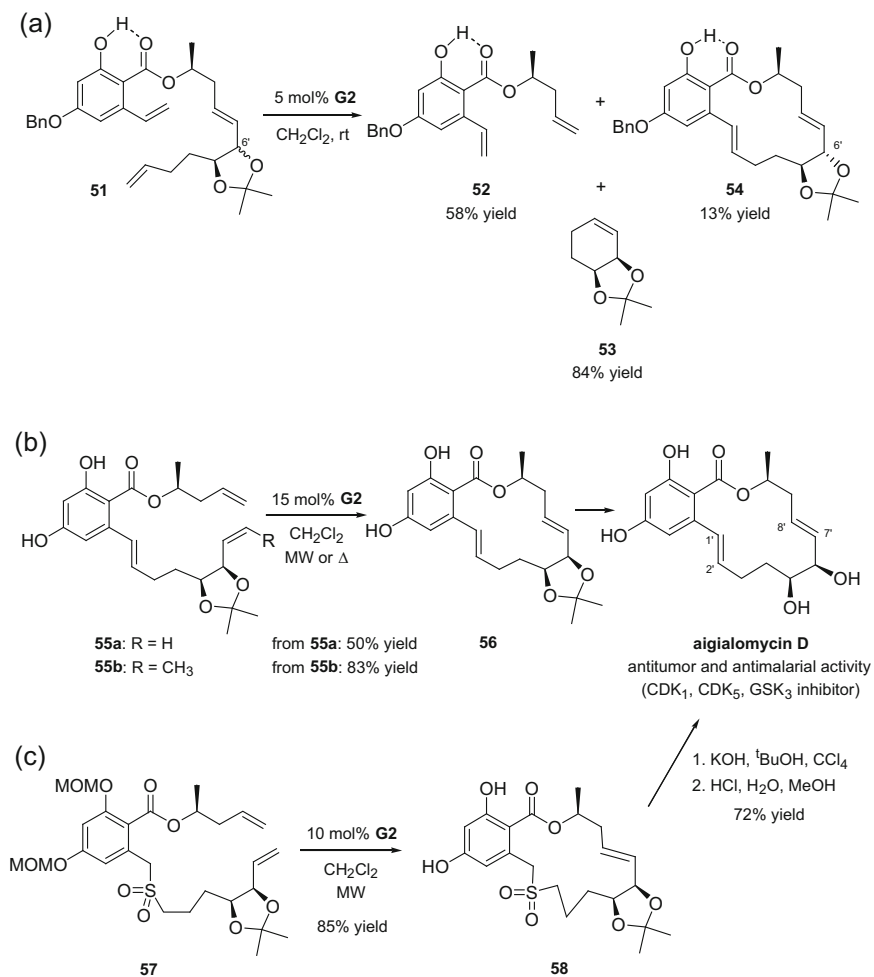 (a)
OH O
O
BnO
6'
O
O
51
5 mol% G2
CH2Cl2, rt
OH O
O
BnO
52
58% yield
+
+
OH O
O
BnO
6'
O
O
54
13% yield
O
O
53
84% yield
(b)
OH O
O
HO
R
O
O
55a: R = H
55b: R = CH3
15 mol% G2
CH2Cl2
MW or Δ
from 55a: 50% yield
from 55b: 83% yield
OH O
O
HO
O
O
56
OH O
O
HO
8'
7'
1'
2'
OH
OH
aigialomycin D
antitumor and antimalarial activity
(CDK1, CDK5, GSK3 inhibitor)
(c)
MOMO O
O
MOMO
O
S
O
O
O
57
10 mol% G2
CH2Cl2
MW
85% yield
OH O
O
HO
O
S
O
O
O
58
1. KOH, tBuOH, CCl4
2. HCl, H2O, MeOH
72% yield